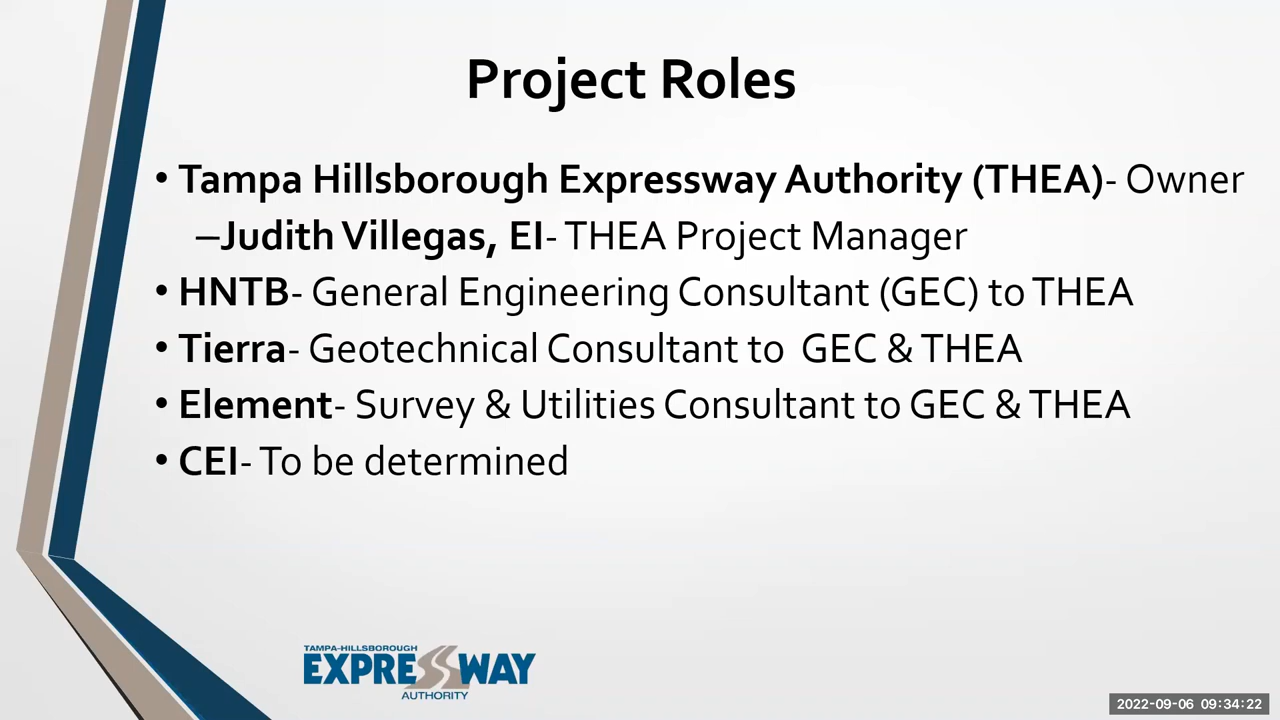 Project Roles
• Tampa Hillsborough Expressway Authority (THEA)- Owner
–Judith Villegas, EI- THEA Project Manager
• HNTB- General Engineering Consultant (GEC) to THEA
• Tierra- Geotechnical Consultant to  GEC & THEA
• Element- Survey & Utilities Consultant to GEC & THEA
• CEI- To be determined
TAMPA-HILLSBOROUGH
EXPRESSWAY
AUTHORITY
2022-09-06 09:34:22